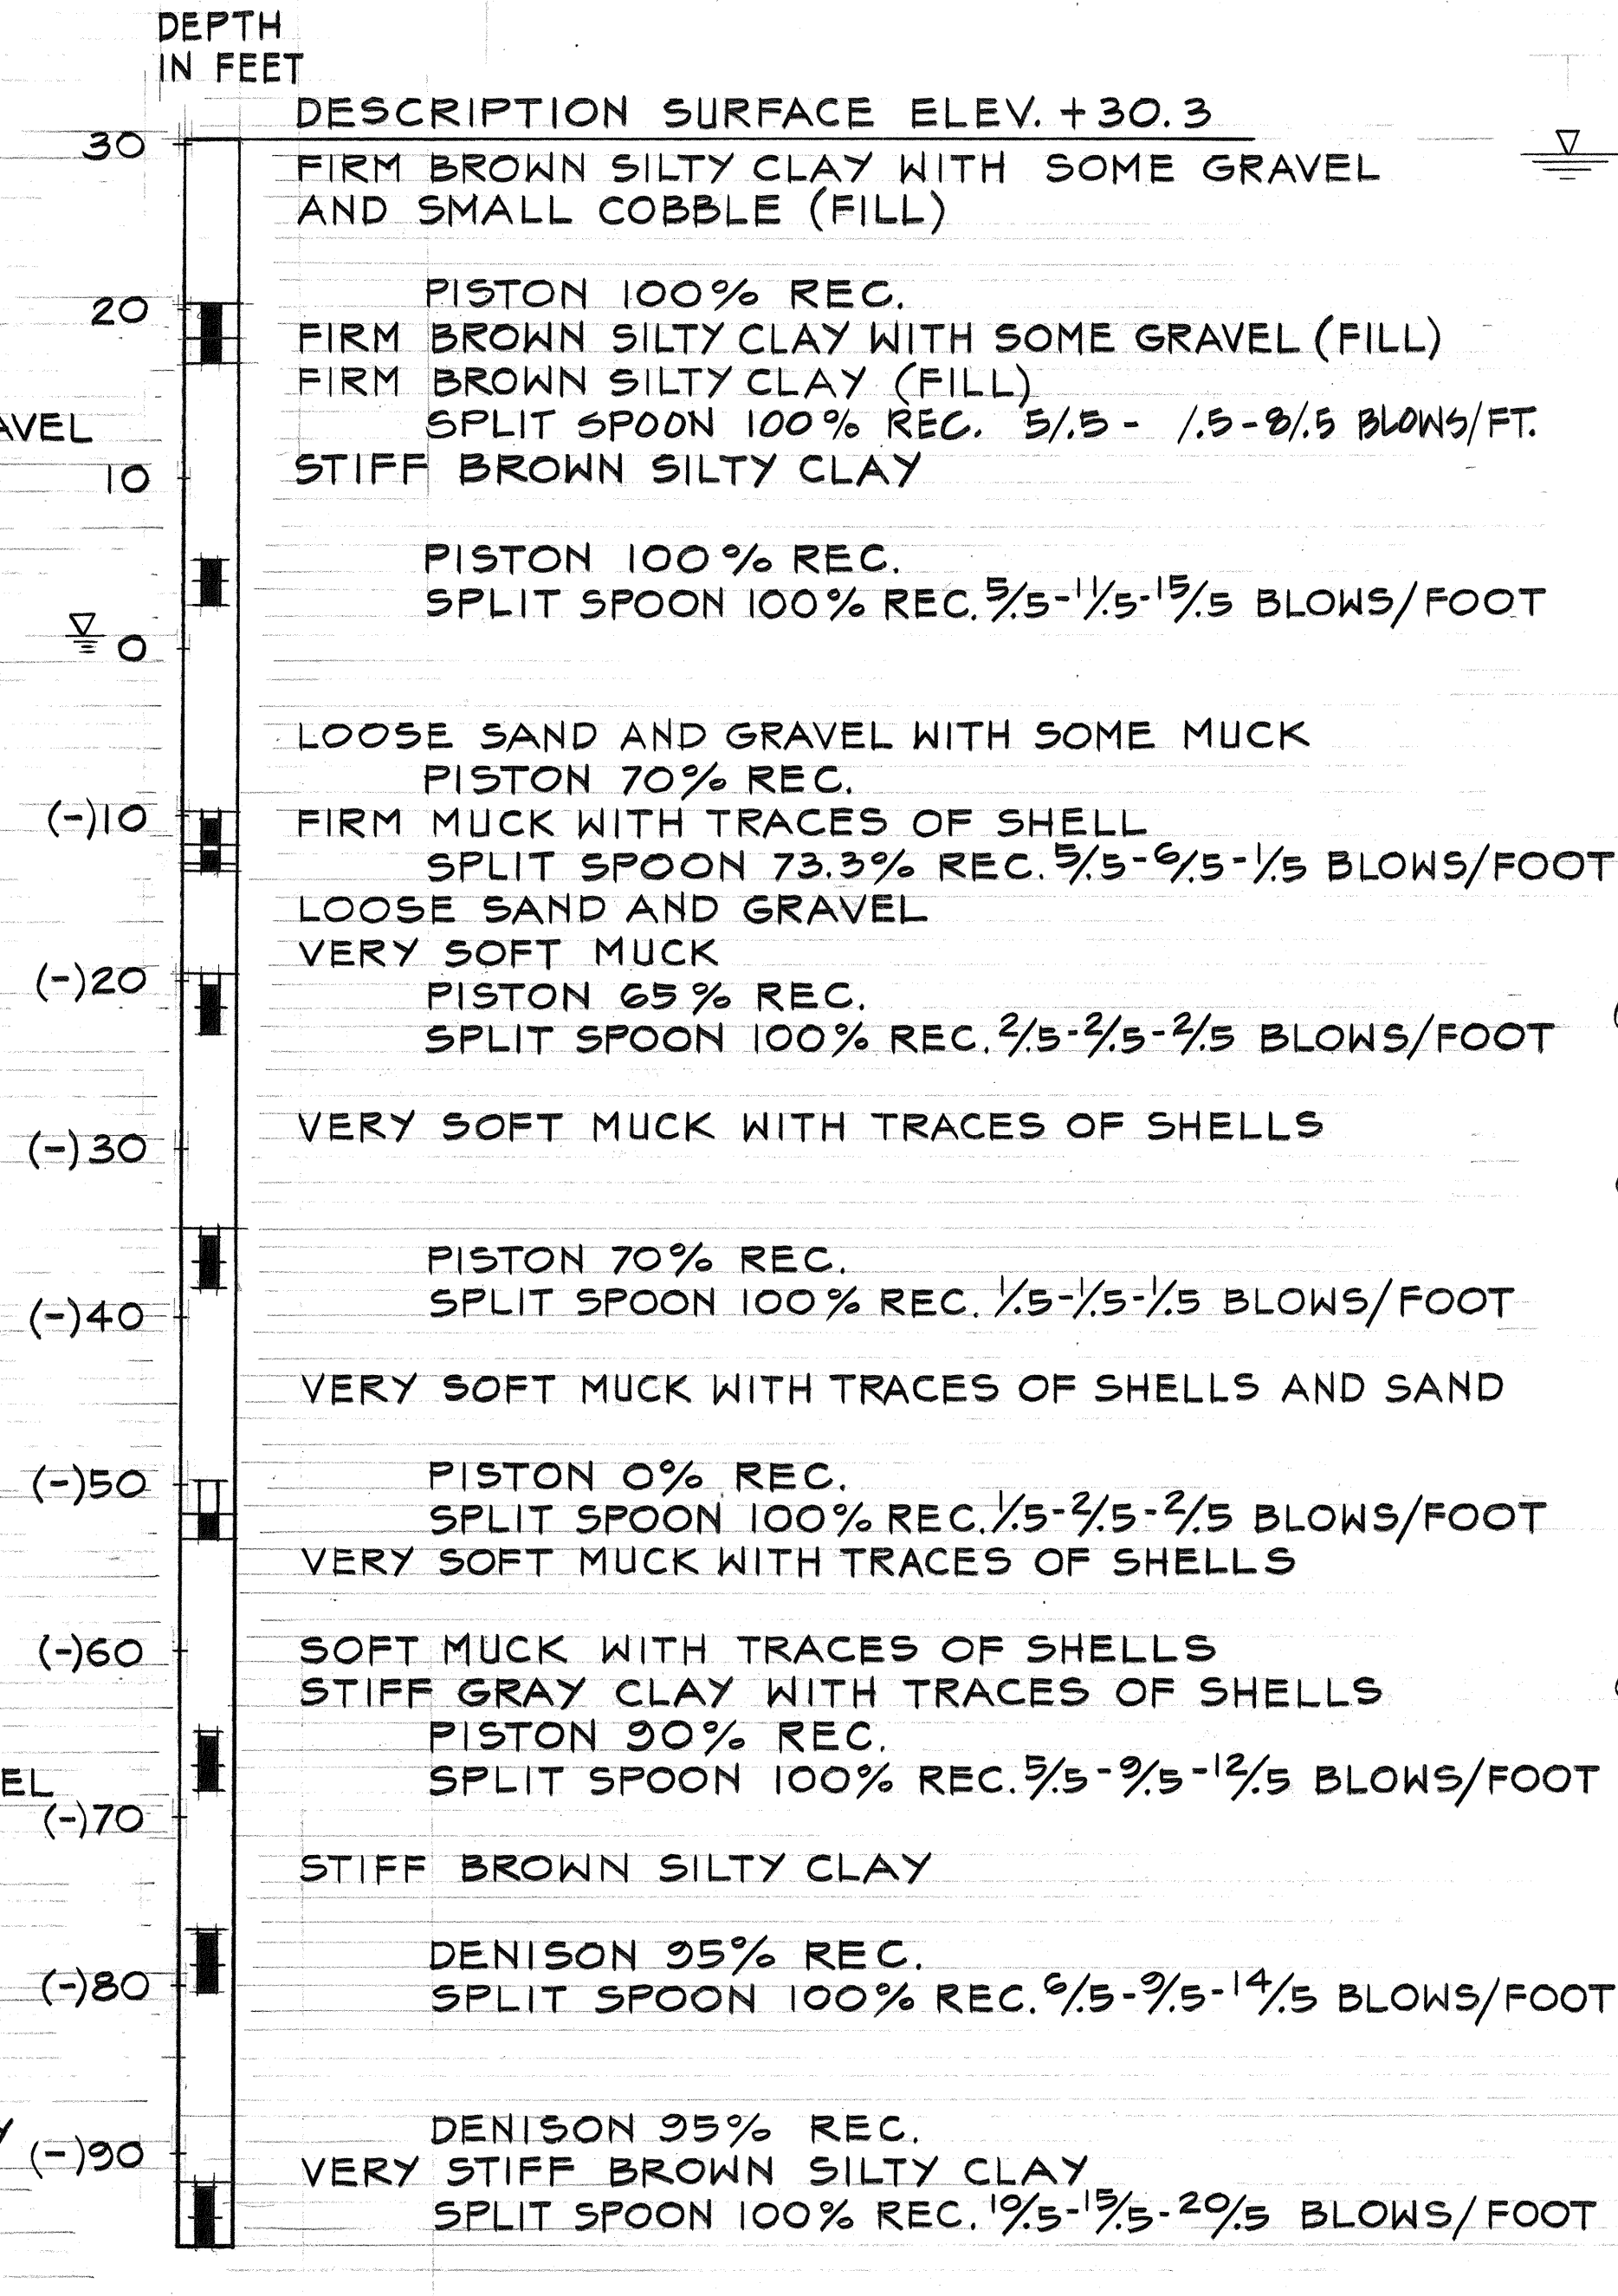 DEPTH
IN FEET
DESCRIPTION SURFACE ELEV. +30.3
30
FIRM BROWN SILTY CLAY WITH SOME GRAVEL
AND SMALL COBBLE (FILL)
PISTON 100% REC.
20
FIRM BROWN SILTY CLAY WITH SOME GRAVEL (FILL)
FIRM BROWN SILTY CLAY (FILL)
AVEL
SPLIT SPOON 100% REC. 5/.5 - /.5-8/.5 BLOWS/FT.
10
STIFF BROWN SILTY CLAY
PISTON 100% REC.
SPLIT SPOON 100% REC. 5/.5-11/.5-15/.5 BLOWS/FOOT
0
LOOSE SAND AND GRAVEL WITH SOME MUCK
PISTON 70% REC.
(-)10
FIRM MUCK WITH TRACES OF SHELL
SPLIT SPOON 73.3% REC. 5/.5-6/.5-1/.5 BLOWS/FOOT
LOOSE SAND AND GRAVEL
VERY SOFT MUCK
(-)20
PISTON 65% REC.
SPLIT SPOON 100% REC. 2/.5-2/.5-2/.5 BLOWS/FOOT
VERY SOFT MUCK WITH TRACES OF SHELLS
(-)30
PISTON 70% REC.
SPLIT SPOON 100% REC. 1/.5-1/.5-1/.5 BLOWS/FOOT
(-)40
VERY SOFT MUCK WITH TRACES OF SHELLS AND SAND
(-)50
PISTON 0% REC.
SPLIT SPOON 100% REC. 1/.5-2/.5-2/.5 BLOWS/FOOT
VERY SOFT MUCK WITH TRACES OF SHELLS
(-)60
SOFT MUCK WITH TRACES OF SHELLS
STIFF GRAY CLAY WITH TRACES OF SHELLS
PISTON 90% REC.
SPLIT SPOON 100% REC. 5/.5-9/.5-12/.5 BLOWS/FOOT
EL
(-)70
STIFF BROWN SILTY CLAY
DENISON 95% REC.
(-)80
SPLIT SPOON 100% REC. 6/.5-9/.5-14/.5 BLOWS/FOOT
DENISON 95% REC.
(-)90
VERY STIFF BROWN SILTY CLAY
SPLIT SPOON 100% REC. 10/.5-15/.5-20/.5 BLOWS/FOOT